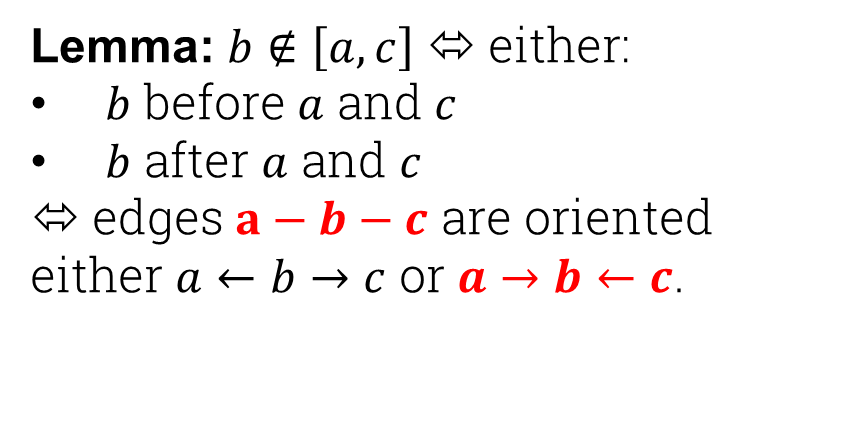 Lemma: b ∉ [a, c] ⇔ either:
• b before a and c
• b after a and c
⇔ edges a − b − c are oriented
either a ← b → c or a → b ← c.